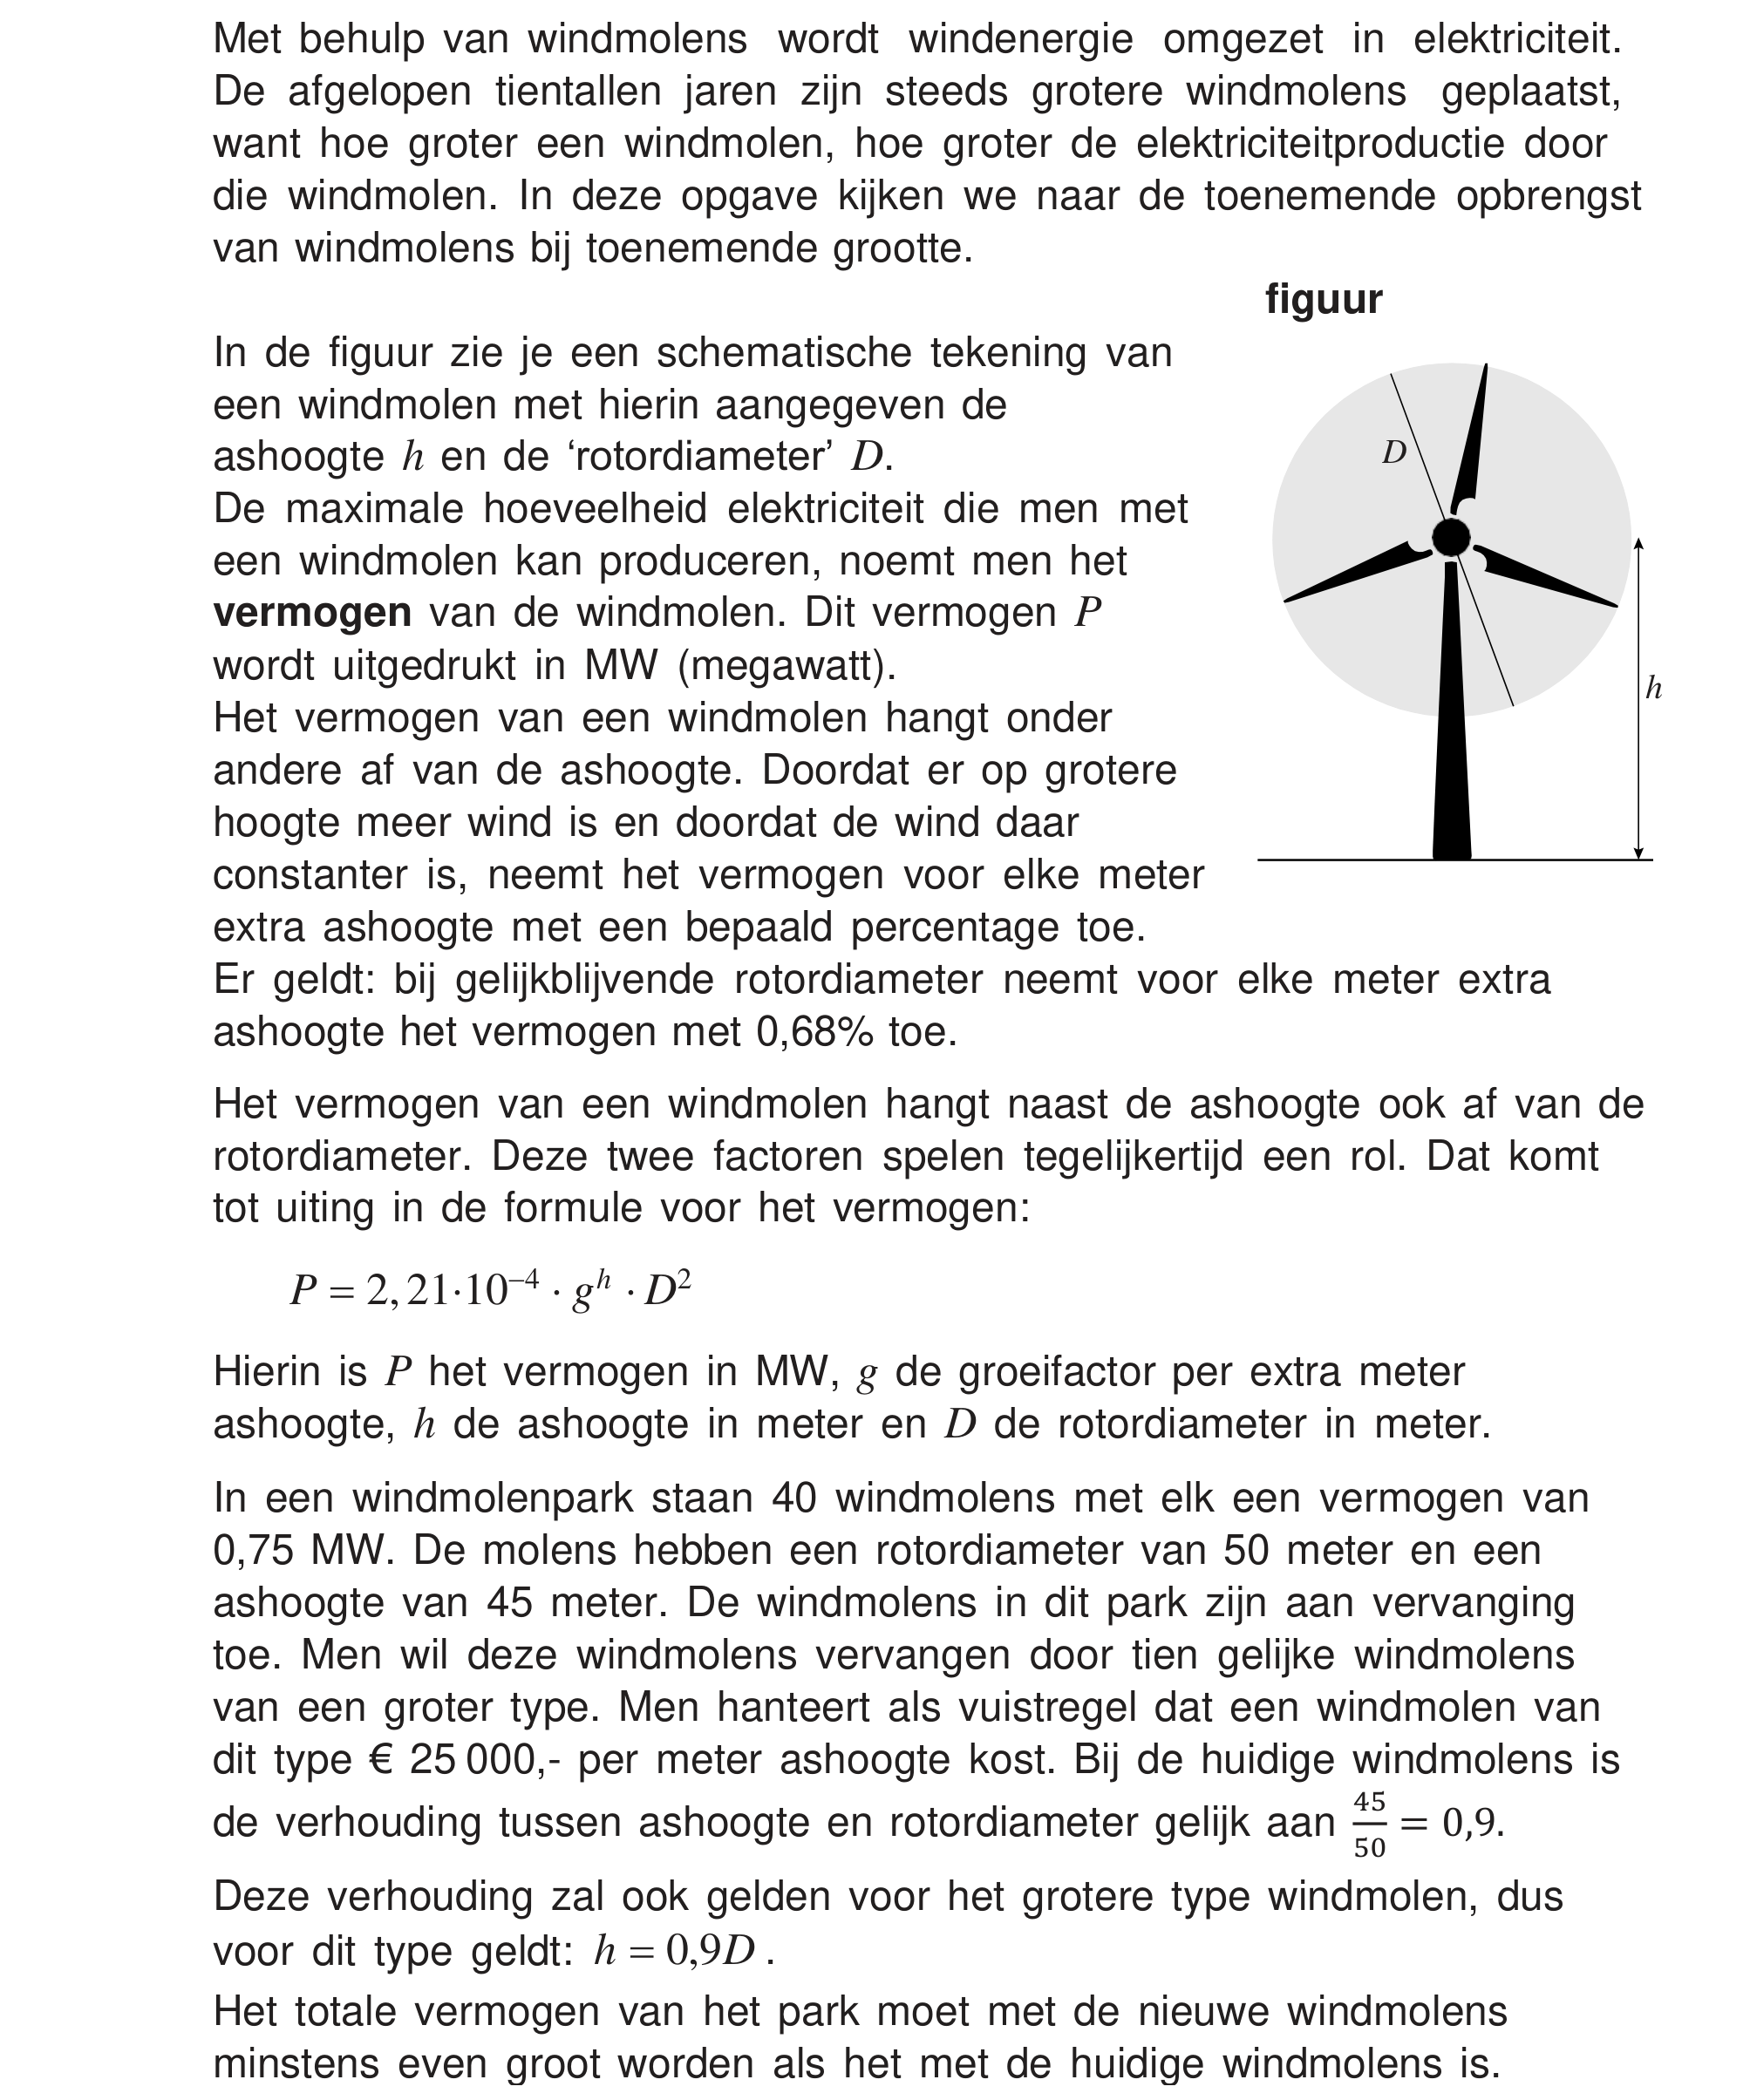 Met behulp van windmolens wordt windenergie omgezet in elektriciteit.
De afgelopen tientallen jaren zijn steeds grotere windmolens geplaatst,
want hoe groter een windmolen, hoe groter de elektriciteitproductie door
die windmolen. In deze opgave kijken we naar de toenemende opbrengst
van windmolens bij toenemende grootte.
figuur
In de figuur zie je een schematische tekening van
een windmolen met hierin aangegeven de
ashoogte h en de ‘rotordiameter’ D.
De maximale hoeveelheid elektriciteit die men met
een windmolen kan produceren, noemt men het
vermogen van de windmolen. Dit vermogen P
wordt uitgedrukt in MW (megawatt).
Het vermogen van een windmolen hangt onder
andere af van de ashoogte. Doordat er op grotere
hoogte meer wind is en doordat de wind daar
constanter is, neemt het vermogen voor elke meter
extra ashoogte met een bepaald percentage toe.
D
h
Er geldt: bij gelijkblijvende rotordiameter neemt voor elke meter extra
ashoogte het vermogen met 0,68% toe.
Het vermogen van een windmolen hangt naast de ashoogte ook af van de
rotordiameter. Deze twee factoren spelen tegelijkertijd een rol. Dat komt
tot uiting in de formule voor het vermogen:
P = 2,21·10⁻⁴ · gʰ · D²
Hierin is P het vermogen in MW, g de groeifactor per extra meter
ashoogte, h de ashoogte in meter en D de rotordiameter in meter.
In een windmolenpark staan 40 windmolens met elk een vermogen van
0,75 MW. De molens hebben een rotordiameter van 50 meter en een
ashoogte van 45 meter. De windmolens in dit park zijn aan vervanging
toe. Men wil deze windmolens vervangen door tien gelijke windmolens
van een groter type. Men hanteert als vuistregel dat een windmolen van
dit type € 25 000,- per meter ashoogte kost. Bij de huidige windmolens is
de verhouding tussen ashoogte en rotordiameter gelijk aan 45/50 = 0,9.
Deze verhouding zal ook gelden voor het grotere type windmolen, dus
voor dit type geldt: h = 0,9D .
Het totale vermogen van het park moet met de nieuwe windmolens
minstens even groot worden als het met de huidige windmolens is.